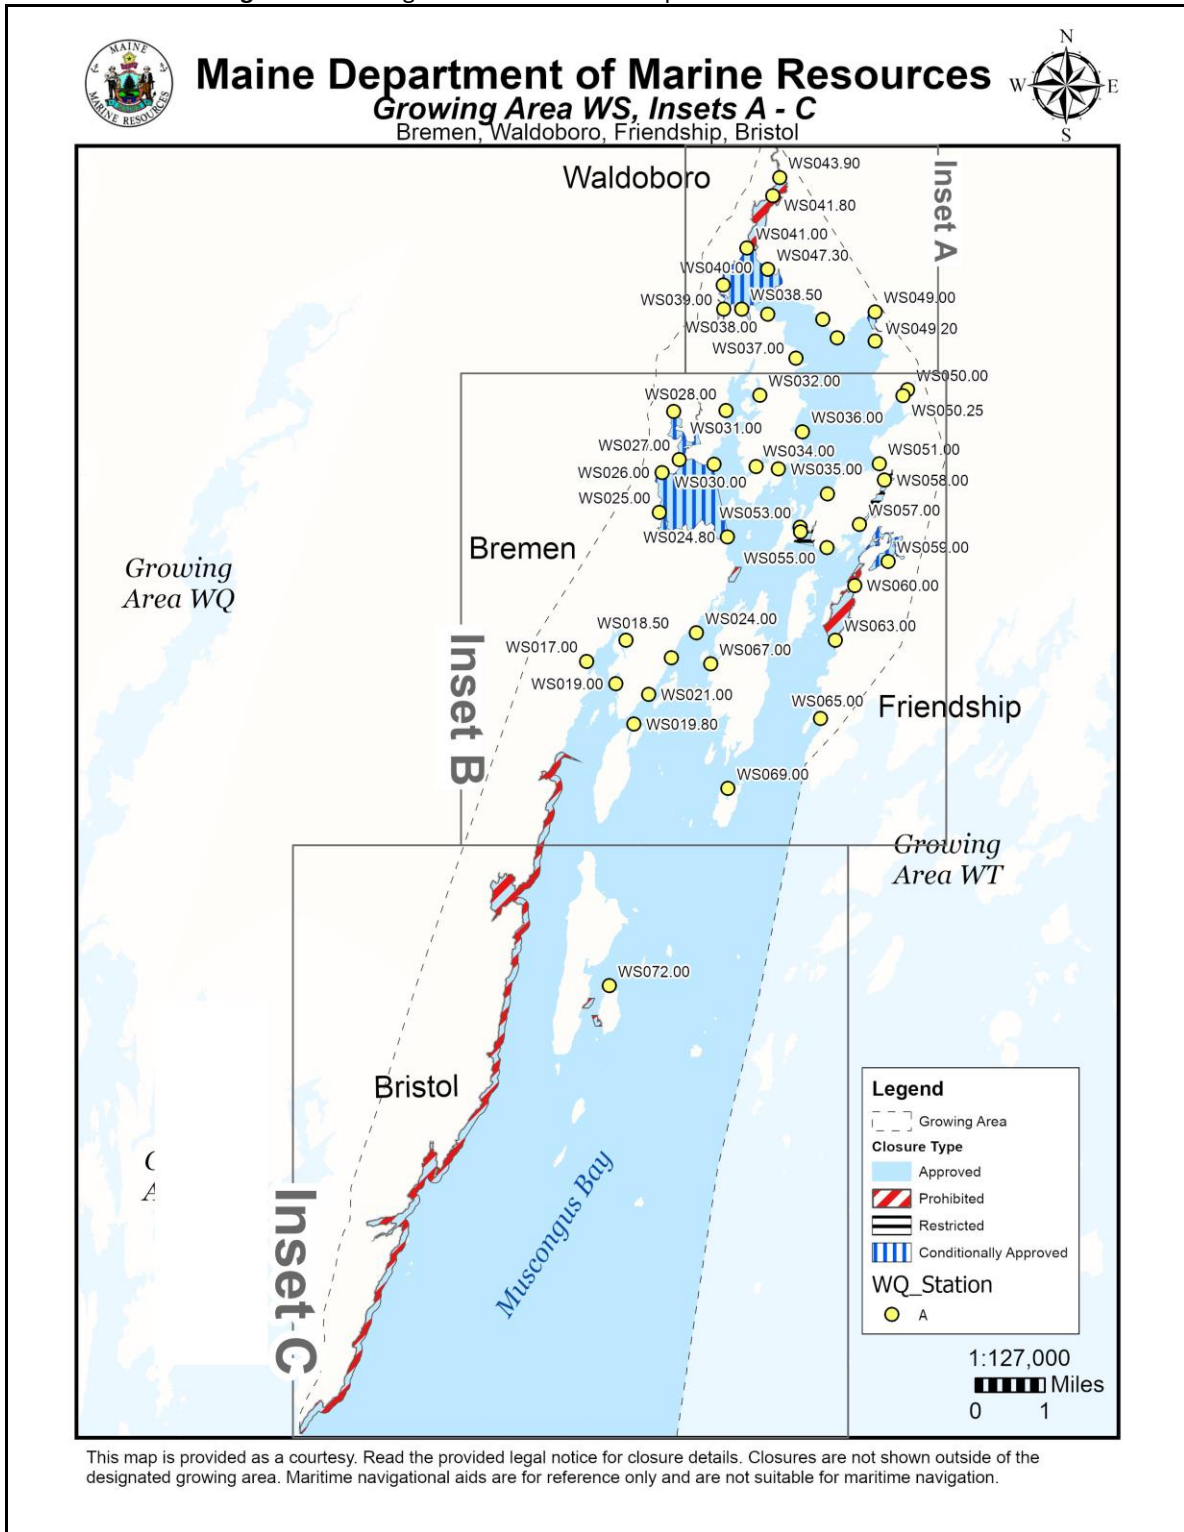 MAINE
MARINE RESOURCES
Maine Department of Marine Resources
Growing Area WS, Insets A - C
Bremen, Waldoboro, Friendship, Bristol
N
W
E
S
Waldoboro
WS043.90
Inset A
WS041.80
WS041.00
WS047.30
WS040.00
WS039.00
WS038.50
WS049.00
WS038.00
WS049.20
WS037.00
WS032.00
WS050.00
WS028.00
WS050.25
WS031.00
WS036.00
WS027.00
WS034.00
WS051.00
WS026.00
WS030.00
WS035.00
WS058.00
WS025.00
WS053.00
WS057.00
WS024.80
Bremen
WS055.00
WS059.00
Growing
Area WQ
WS060.00
WS018.50
WS024.00
WS063.00
WS017.00
WS067.00
Inset B
WS019.00
WS021.00
WS065.00
Friendship
WS019.80
WS069.00
Growing
Area WT
WS072.00
Bristol
Muscongus Bay
Inset C
Legend
Growing Area
Closure Type
Approved
Prohibited
Restricted
Conditionally Approved
WQ_Station
A
1:127,000
Miles
0 1
This map is provided as a courtesy. Read the provided legal notice for closure details. Closures are not shown outside of the
designated growing area. Maritime navigational aids are for reference only and are not suitable for maritime navigation.